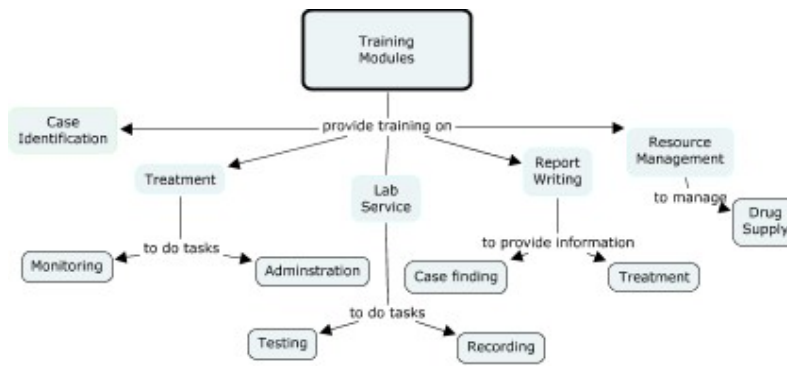 Training
Modules
provide training on
Case
Identification
Treatment
Lab
Service
Report
Writing
Resource
Management
to manage
Drug
Supply
to do tasks
Monitoring
Adminstration
to provide information
Case finding
Treatment
to do tasks
Testing
Recording